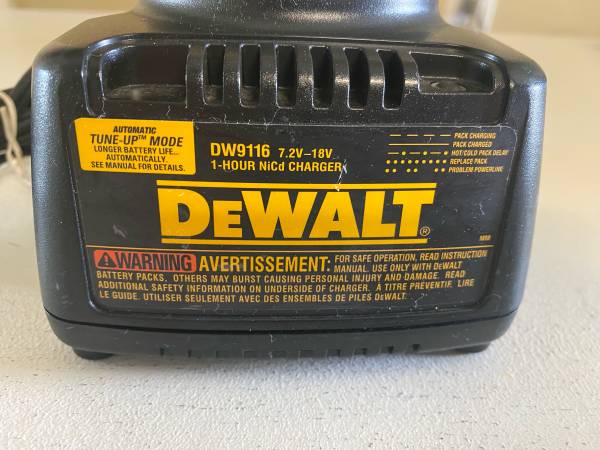 AUTOMATIC
TUNE-UP™ MODE
LONGER BATTERY LIFE...
AUTOMATICALLY.
SEE MANUAL FOR DETAILS.
DW9116 7.2V–18V
1-HOUR NiCd CHARGER
PACK CHARGING
PACK CHARGED
HOT/COLD PACK DELAY
REPLACE PACK
PROBLEM POWERLINE
DEWALT®
WARNING AVERTISSEMENT: FOR SAFE OPERATION, READ INSTRUCTION
MANUAL. USE ONLY WITH DEWALT
BATTERY PACKS. OTHERS MAY BURST CAUSING PERSONAL INJURY AND DAMAGE. READ
ADDITIONAL SAFETY INFORMATION ON UNDERSIDE OF CHARGER. À TITRE PRÉVENTIF, LIRE
LE GUIDE. UTILISER SEULEMENT AVEC DES ENSEMBLES DE PILES DEWALT.